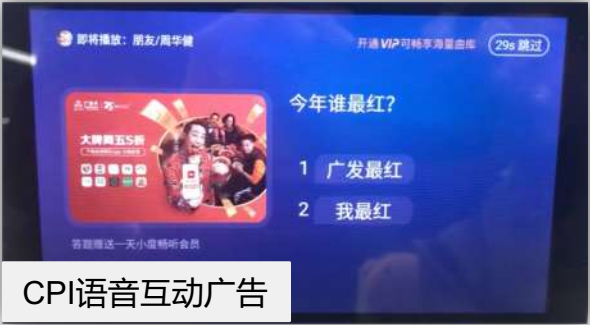 即将播放：朋友/周华健
开通VIP可畅享海量曲库
29s 跳过
今年谁最红？
大牌周五5折
1 广发最红
2 我最红
答题赠送一天小度畅听会员
CPI语音互动广告